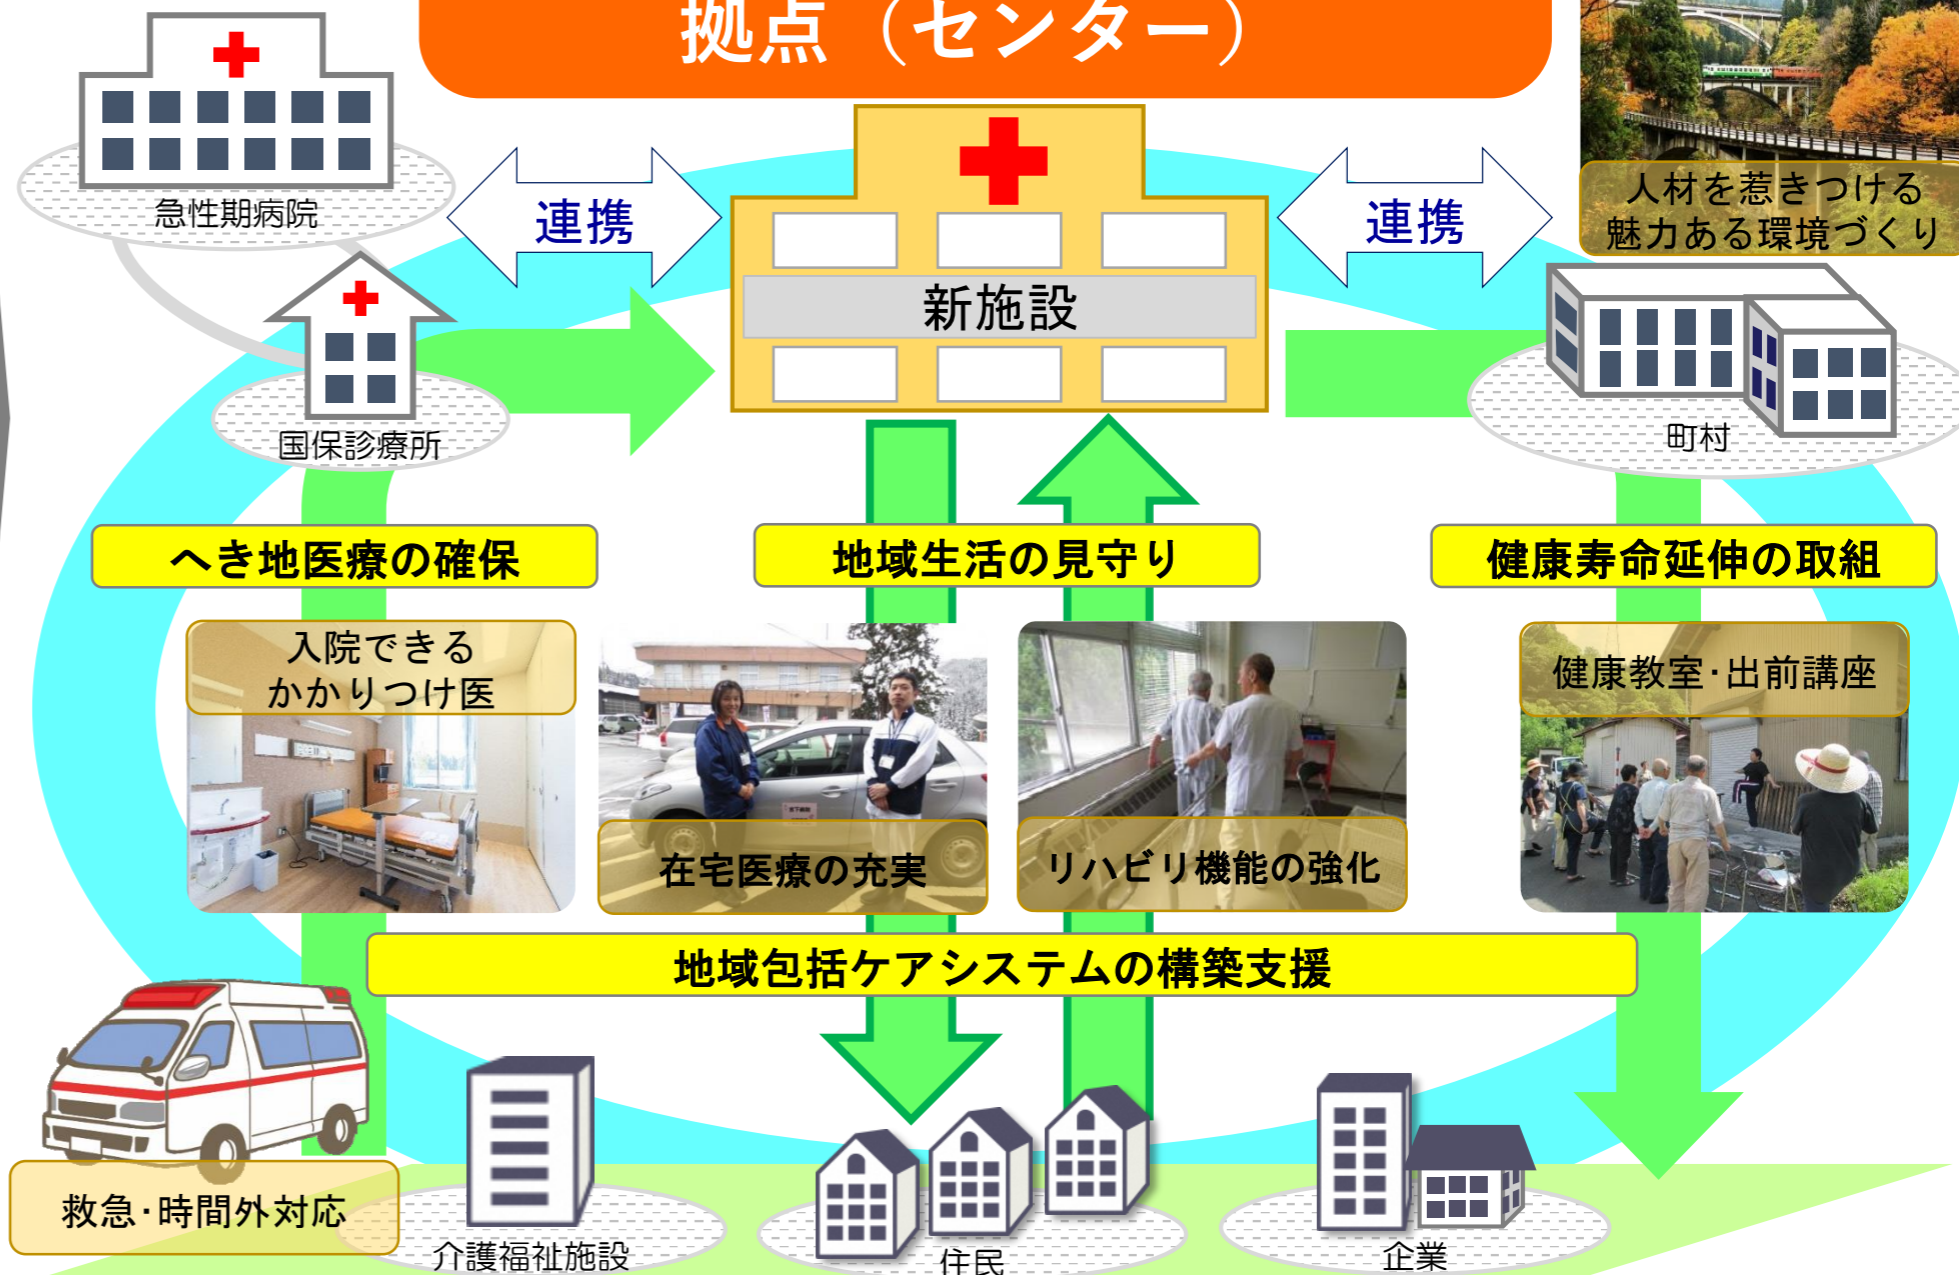 拠点（センター）
急性期病院
連携
連携
人材を惹きつける
魅力ある環境づくり
新施設
国保診療所
町村
へき地医療の確保
地域生活の見守り
健康寿命延伸の取組
入院できる
かかりつけ医
在宅医療の充実
リハビリ機能の強化
健康教室・出前講座
地域包括ケアシステムの構築支援
救急・時間外対応
介護福祉施設
住民
企業